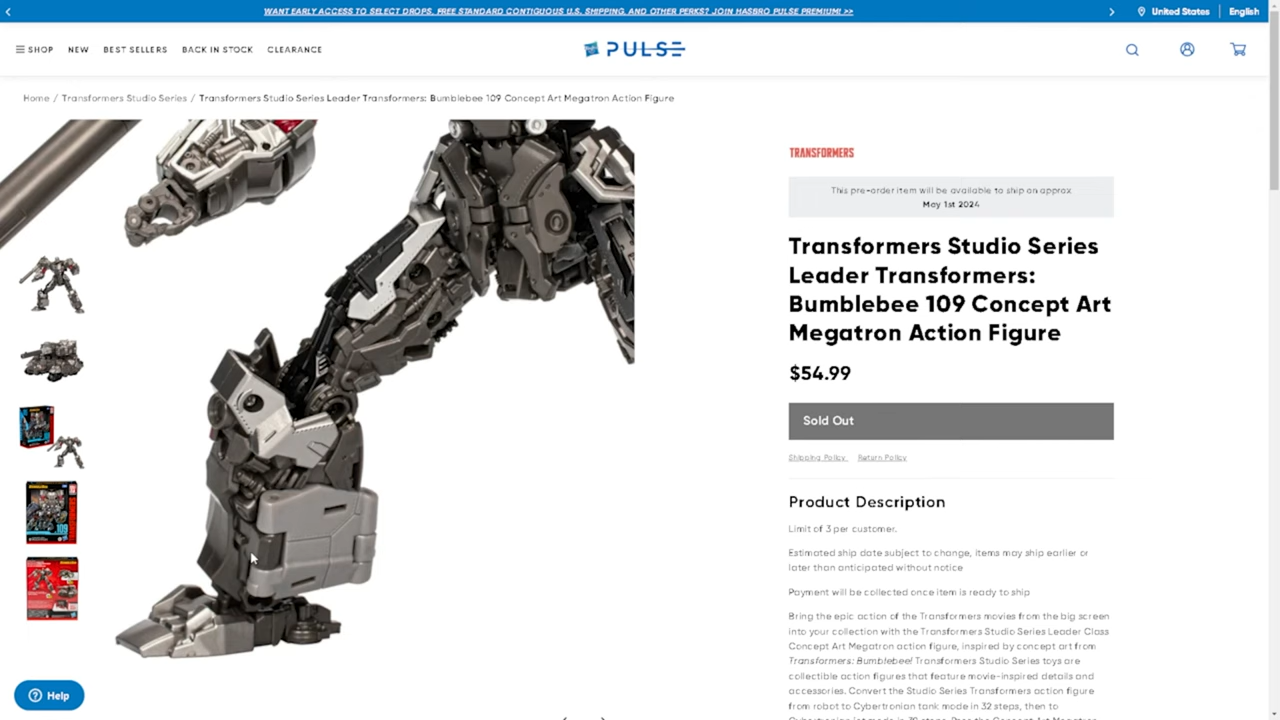 WANT EARLY ACCESS TO SELECT DROPS, FREE STANDARD CONTIGUOUS U.S. SHIPPING, AND OTHER PERKS? JOIN HASBRO PULSE PREMIUM! >>
United States
English
SHOP NEW BEST SELLERS BACK IN STOCK CLEARANCE
PULSE
Home / Transformers Studio Series / Transformers Studio Series Leader Transformers: Bumblebee 109 Concept Art Megatron Action Figure
TRANSFORMERS
This pre-order item will be available to ship on approx
May 1st 2024
Transformers Studio Series
Leader Transformers:
Bumblebee 109 Concept Art
Megatron Action Figure
$54.99
Sold Out
Shipping Policy Return Policy
Product Description
Limit of 3 per customer.
Estimated ship date subject to change, items may ship earlier or
later than anticipated without notice
Payment will be collected once item is ready to ship
Bring the epic action of the Transformers movies from the big screen
into your collection with the Transformers Studio Series Leader Class
Concept Art Megatron action figure, inspired by concept art from
Transformers: Bumblebee! Transformers Studio Series toys are
collectible action figures that feature movie-inspired details and
accessories. Convert the Studio Series Transformers action figure
from robot to Cybertronian tank mode in 32 steps, then to
109
Help